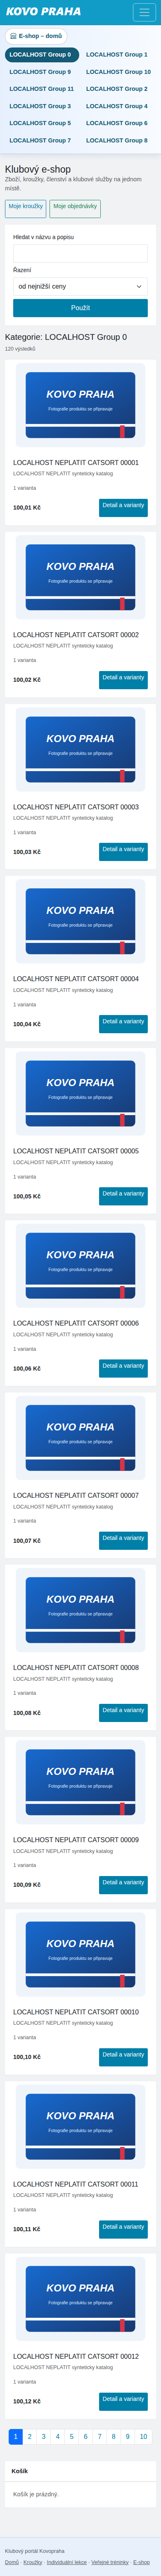 KOVO PRAHA
E-shop – domů
LOCALHOST Group 0
LOCALHOST Group 1
LOCALHOST Group 9
LOCALHOST Group 10
LOCALHOST Group 11
LOCALHOST Group 2
LOCALHOST Group 3
LOCALHOST Group 4
LOCALHOST Group 5
LOCALHOST Group 6
LOCALHOST Group 7
LOCALHOST Group 8
Klubový e-shop
Zboží, kroužky, členství a klubové služby na jednom
místě.
Moje kroužky
Moje objednávky
Hledat v názvu a popisu
Řazení
od nejnižší ceny
Použít
Kategorie: LOCALHOST Group 0
120 výsledků
KOVO PRAHA
Fotografie produktu se připravuje
LOCALHOST NEPLATIT CATSORT 00001
LOCALHOST NEPLATIT synteticky katalog
1 varianta
100,01 Kč
Detail a varianty
KOVO PRAHA
Fotografie produktu se připravuje
LOCALHOST NEPLATIT CATSORT 00002
LOCALHOST NEPLATIT synteticky katalog
1 varianta
100,02 Kč
Detail a varianty
KOVO PRAHA
Fotografie produktu se připravuje
LOCALHOST NEPLATIT CATSORT 00003
LOCALHOST NEPLATIT synteticky katalog
1 varianta
100,03 Kč
Detail a varianty
KOVO PRAHA
Fotografie produktu se připravuje
LOCALHOST NEPLATIT CATSORT 00004
LOCALHOST NEPLATIT synteticky katalog
1 varianta
100,04 Kč
Detail a varianty
KOVO PRAHA
Fotografie produktu se připravuje
LOCALHOST NEPLATIT CATSORT 00005
LOCALHOST NEPLATIT synteticky katalog
1 varianta
100,05 Kč
Detail a varianty
KOVO PRAHA
Fotografie produktu se připravuje
LOCALHOST NEPLATIT CATSORT 00006
LOCALHOST NEPLATIT synteticky katalog
1 varianta
100,06 Kč
Detail a varianty
KOVO PRAHA
Fotografie produktu se připravuje
LOCALHOST NEPLATIT CATSORT 00007
LOCALHOST NEPLATIT synteticky katalog
1 varianta
100,07 Kč
Detail a varianty
KOVO PRAHA
Fotografie produktu se připravuje
LOCALHOST NEPLATIT CATSORT 00008
LOCALHOST NEPLATIT synteticky katalog
1 varianta
100,08 Kč
Detail a varianty
KOVO PRAHA
Fotografie produktu se připravuje
LOCALHOST NEPLATIT CATSORT 00009
LOCALHOST NEPLATIT synteticky katalog
1 varianta
100,09 Kč
Detail a varianty
KOVO PRAHA
Fotografie produktu se připravuje
LOCALHOST NEPLATIT CATSORT 00010
LOCALHOST NEPLATIT synteticky katalog
1 varianta
100,10 Kč
Detail a varianty
KOVO PRAHA
Fotografie produktu se připravuje
LOCALHOST NEPLATIT CATSORT 00011
LOCALHOST NEPLATIT synteticky katalog
1 varianta
100,11 Kč
Detail a varianty
KOVO PRAHA
Fotografie produktu se připravuje
LOCALHOST NEPLATIT CATSORT 00012
LOCALHOST NEPLATIT synteticky katalog
1 varianta
100,12 Kč
Detail a varianty
1 2 3 4 5 6 7 8 9 10
Košík
Košík je prázdný.
Klubový portál Kovopraha
Domů · Kroužky · Individuální lekce · Veřejné tréninky · E-shop